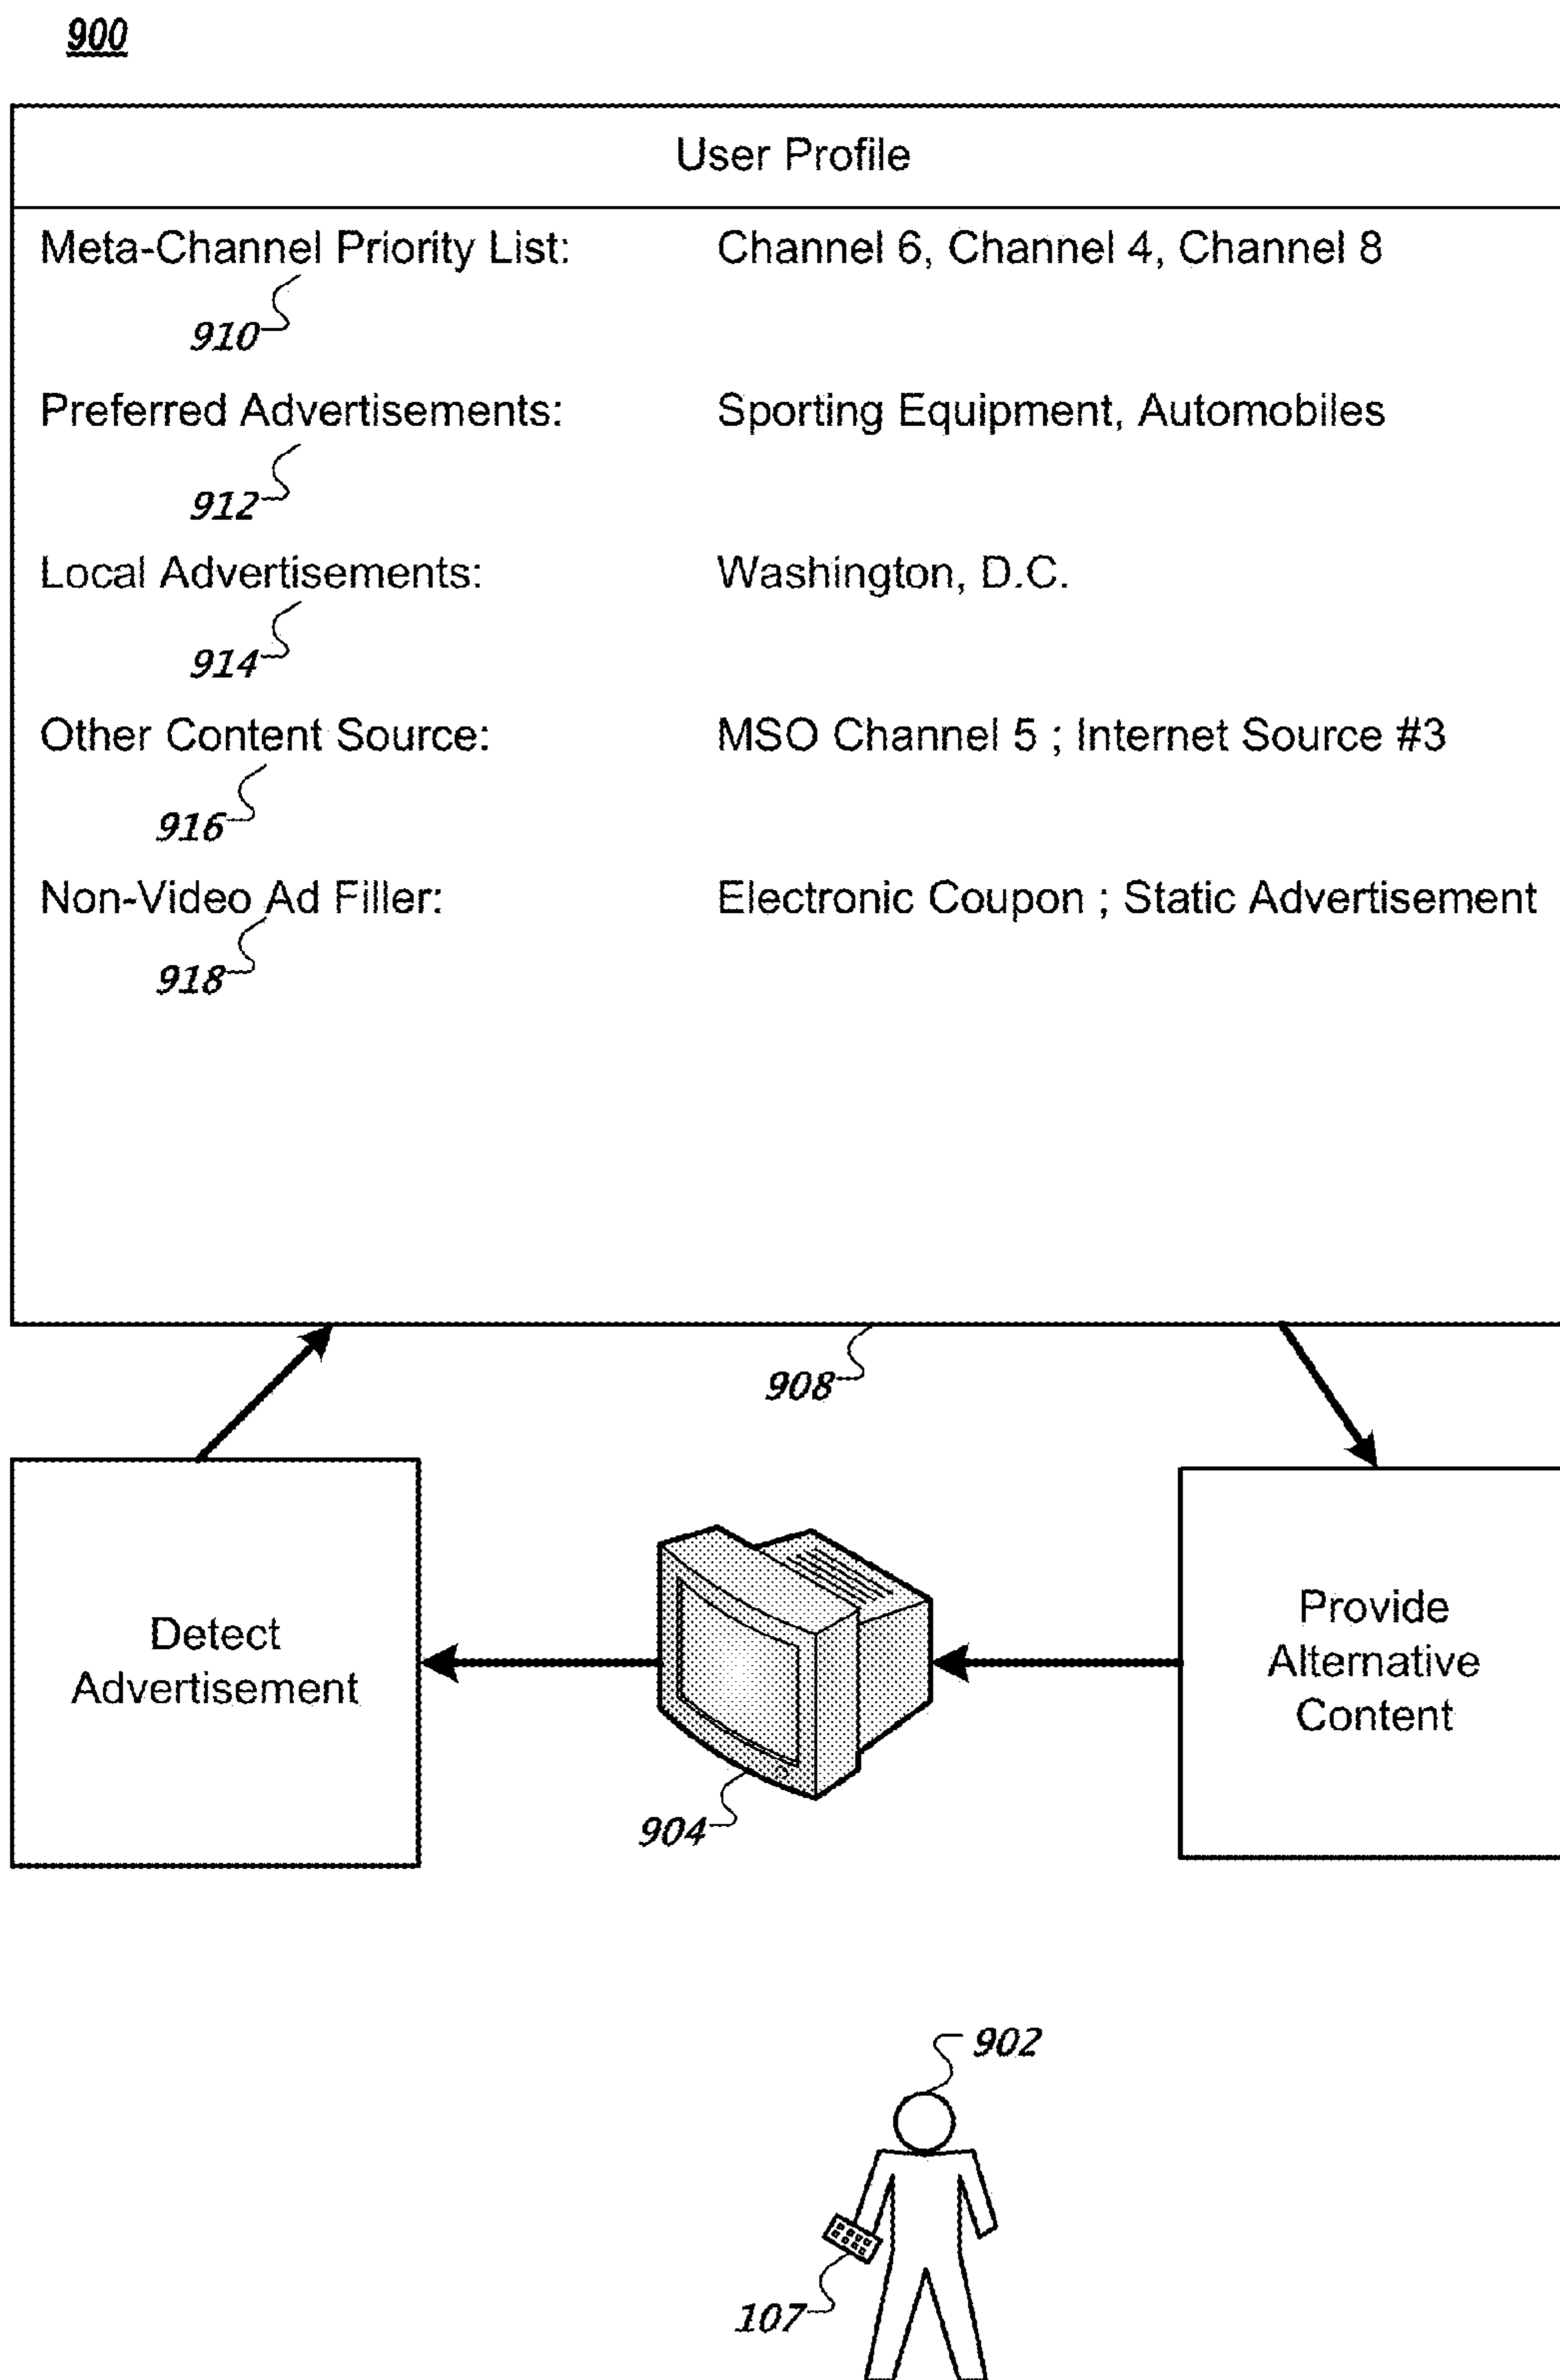 900
User Profile
Meta-Channel Priority List: Channel 6, Channel 4, Channel 8
910
Preferred Advertisements: Sporting Equipment, Automobiles
912
Local Advertisements: Washington, D.C.
914
Other Content Source: MSO Channel 5 ; Internet Source #3
916
Non-Video Ad Filler: Electronic Coupon ; Static Advertisement
918
908
Detect
Advertisement
904
Provide
Alternative
Content
902
107